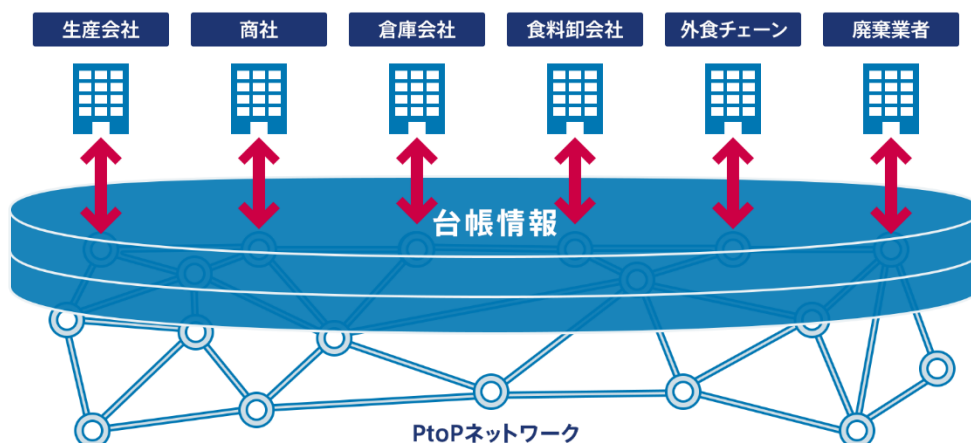 生産会社
商社
倉庫会社
食料卸会社
外食チェーン
廃棄業者
台帳情報
PtoPネットワーク